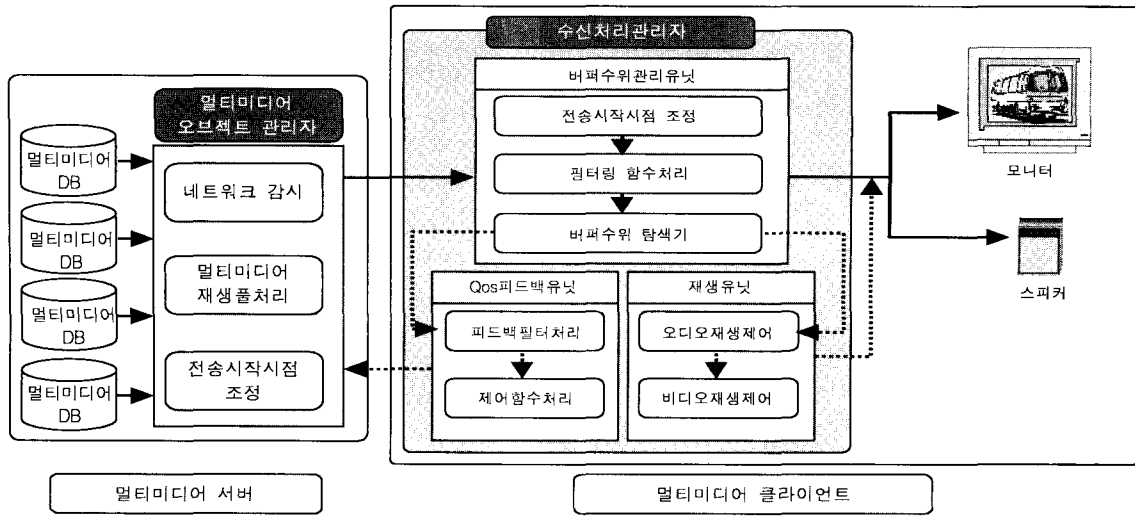 멀티미디어
오브젝트 관리자
멀티미디어
DB
멀티미디어
DB
멀티미디어
DB
멀티미디어
DB
네트워크 감시
멀티미디어
재생품처리
전송시작시점
조정
멀티미디어 서버
수신처리관리자
버퍼수위관리유닛
전송시작시점 조정
핌터링 함수처리
버퍼수위 탐색기
Qos피드백유닛
피드백필터처리
제어함수처리
재생유닛
오디오재생제어
비디오재생제어
모니터
스피커
멀티미디어 클라이언트